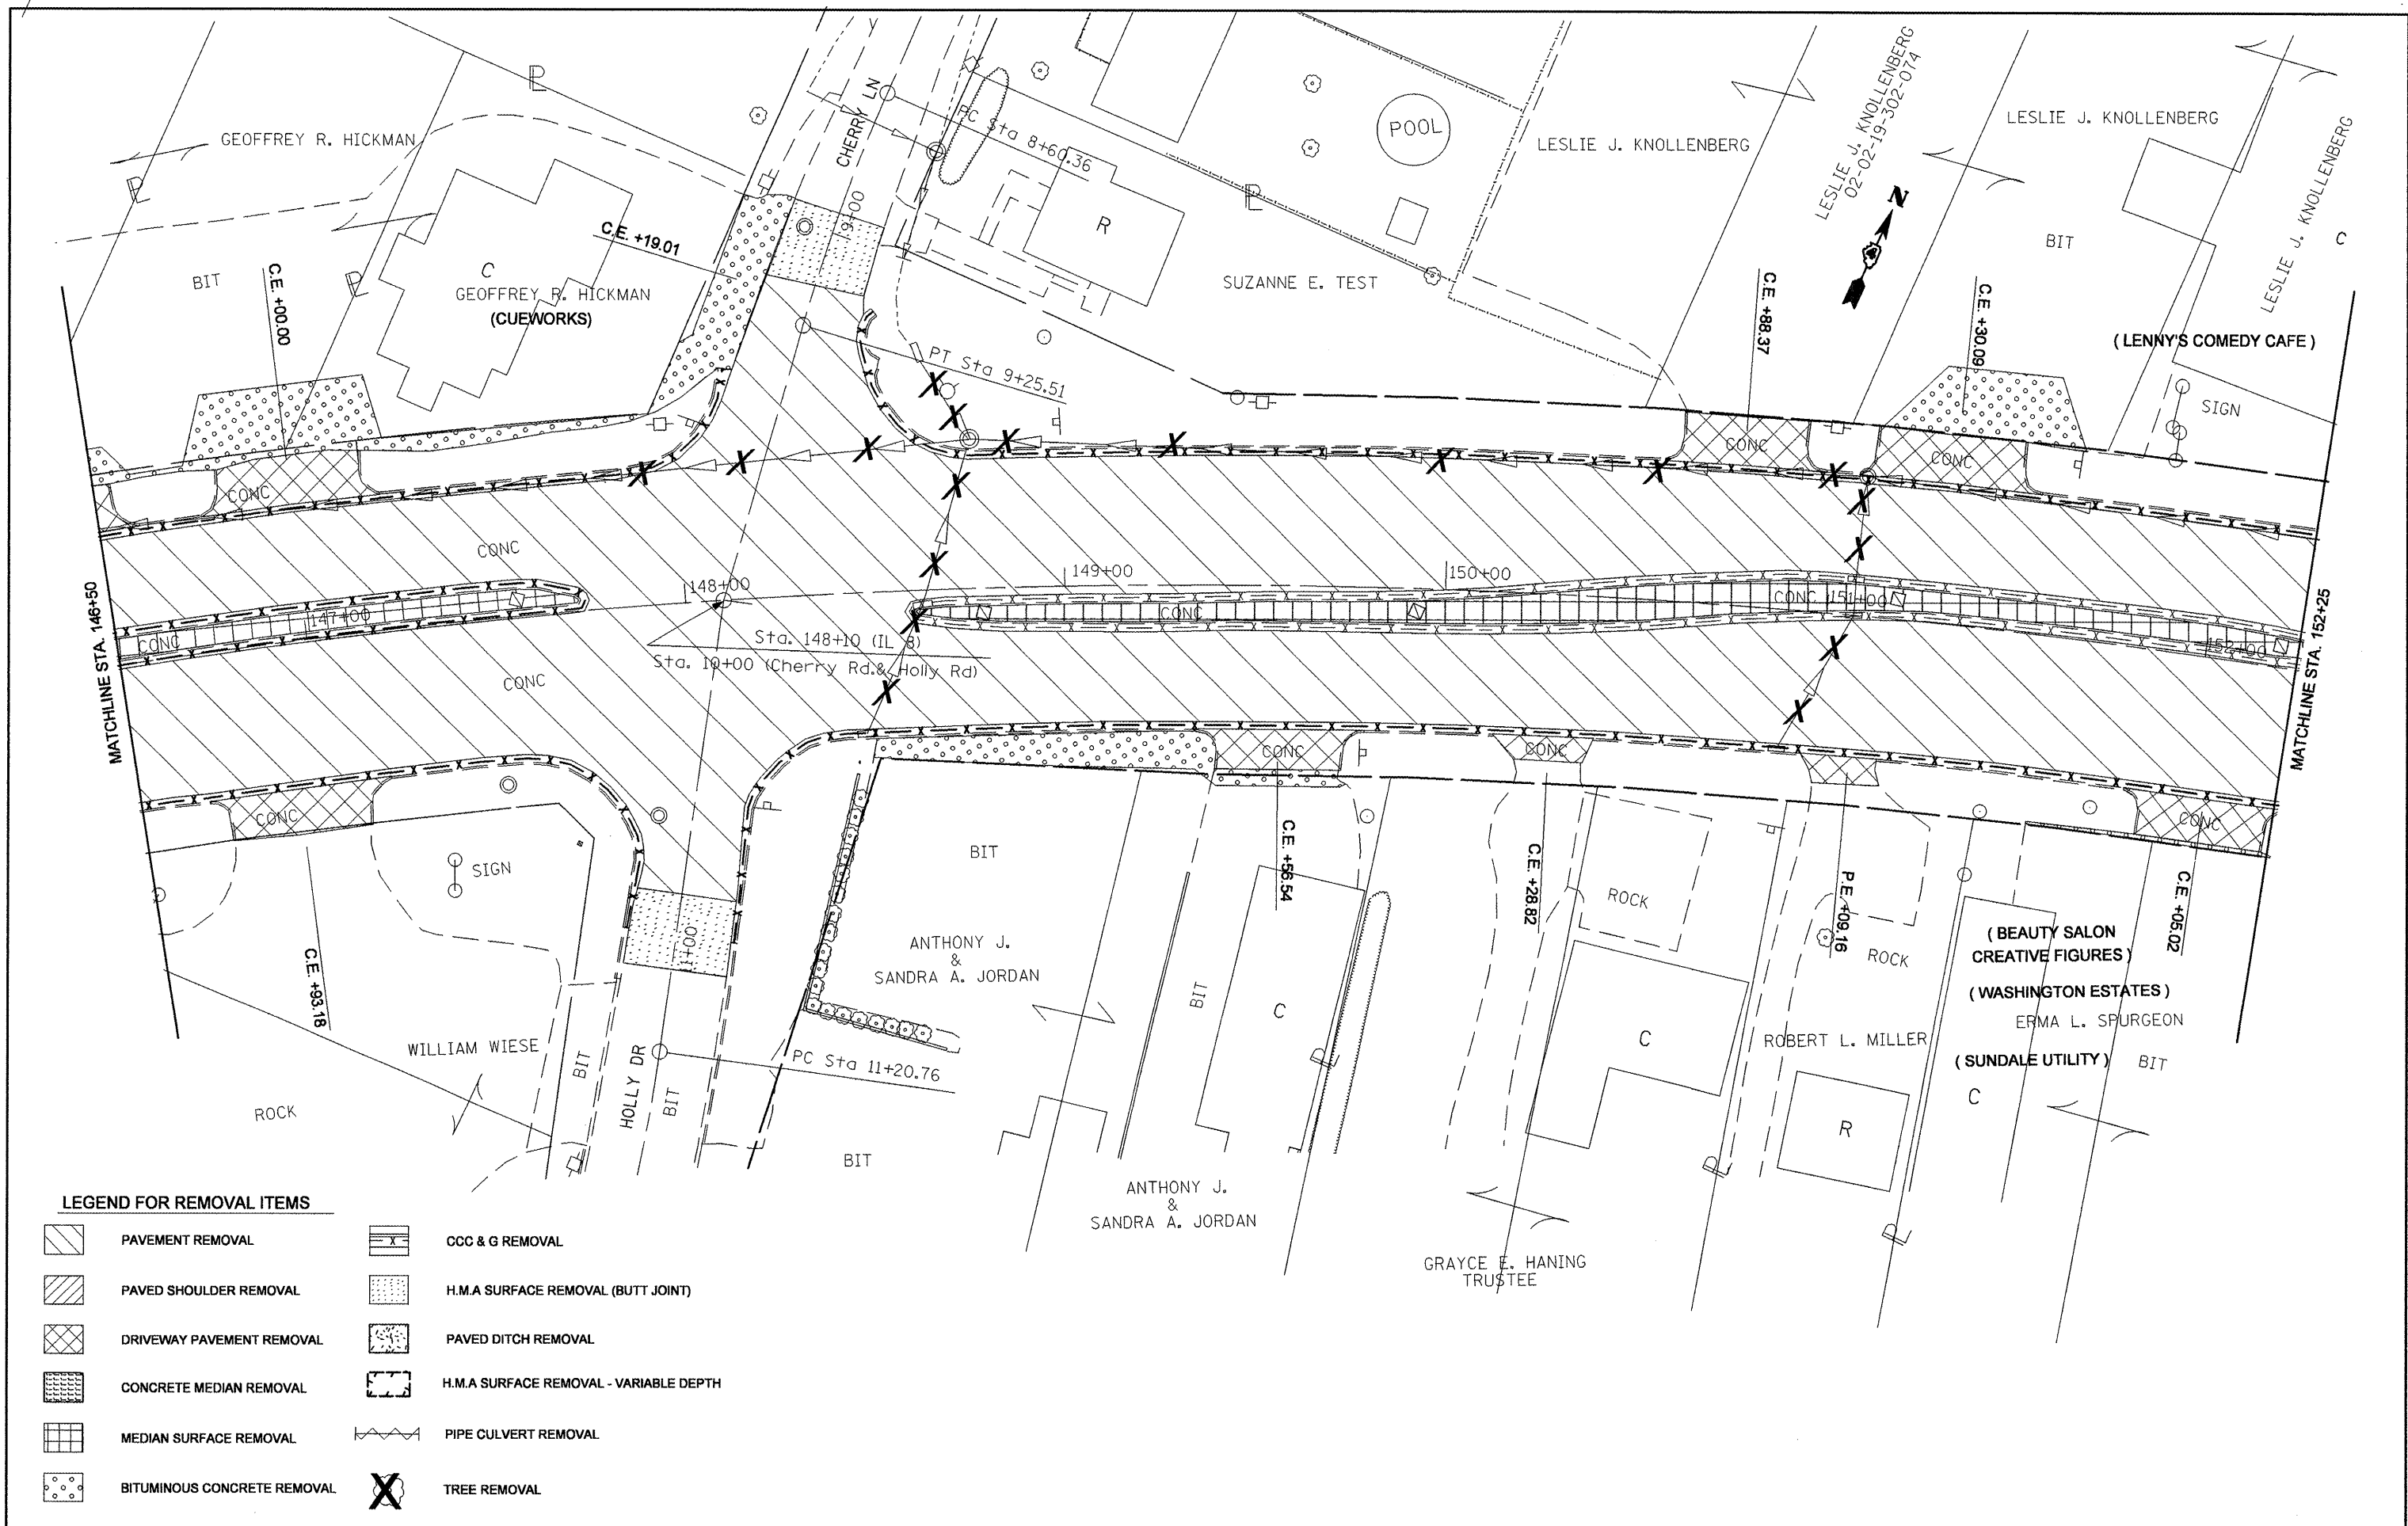 GEOFFREY R. HICKMAN
BIT
C.E. +00.00
C
GEOFFREY R. HICKMAN
(CUEWORKS)
C.E. +19.01
CHERRY LN
PC Sta 8+60.36
9+00
R
PT Sta 9+25.51
SUZANNE E. TEST
POOL
LESLIE J. KNOLLENBERG
LESLIE J. KNOLLENBERG
02-02-19-302-074
N
LESLIE J. KNOLLENBERG
BIT
LESLIE J. KNOLLENBERG
C
C.E. +88.37
C.E. +30.09
( LENNY'S COMEDY CAFE )
SIGN
CONC
CONC
CONC
MATCHLINE STA. 146+50
CONC
CONC
147+00
148+00
149+00
150+00
CONC
CONC
151+00
152+00
MATCHLINE STA. 152+25
Sta. 148+10 (IL 8)
Sta. 10+00 (Cherry Rd.& Holly Rd)
CONC
CONC
CONC
CONC
CONC
SIGN
C.E. +93.18
WILLIAM WIESE
ROCK
BIT
HOLLY DR
BIT
11+00
PC Sta 11+20.76
BIT
ANTHONY J.
&
SANDRA A. JORDAN
BIT
BIT
C.E. +56.54
C
ANTHONY J.
&
SANDRA A. JORDAN
C.E. +28.82
ROCK
C
GRAYCE E. HANING
TRUSTEE
P.E. +09.16
ROCK
ROBERT L. MILLER
R
( BEAUTY SALON
CREATIVE FIGURES )
( WASHINGTON ESTATES )
ERMA L. SPURGEON
( SUNDALE UTILITY )
BIT
C
C.E. +05.02
LEGEND FOR REMOVAL ITEMS
PAVEMENT REMOVAL
PAVED SHOULDER REMOVAL
DRIVEWAY PAVEMENT REMOVAL
CONCRETE MEDIAN REMOVAL
MEDIAN SURFACE REMOVAL
BITUMINOUS CONCRETE REMOVAL
CCC & G REMOVAL
H.M.A SURFACE REMOVAL (BUTT JOINT)
PAVED DITCH REMOVAL
H.M.A SURFACE REMOVAL - VARIABLE DEPTH
PIPE CULVERT REMOVAL
TREE REMOVAL